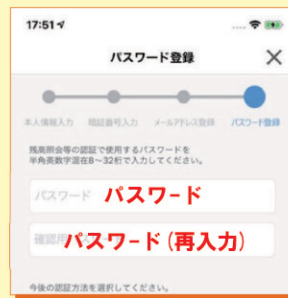 17:51
パスワード登録
本人情報入力 暗証番号入力 メールアドレス登録 パスワード登録
残高照会等の認証で使用するパスワードを
半角英数字混在8〜32桁で入力してください。
パスワード パスワード
確認用 パスワード(再入力)
今後の認証方法を選択してください。